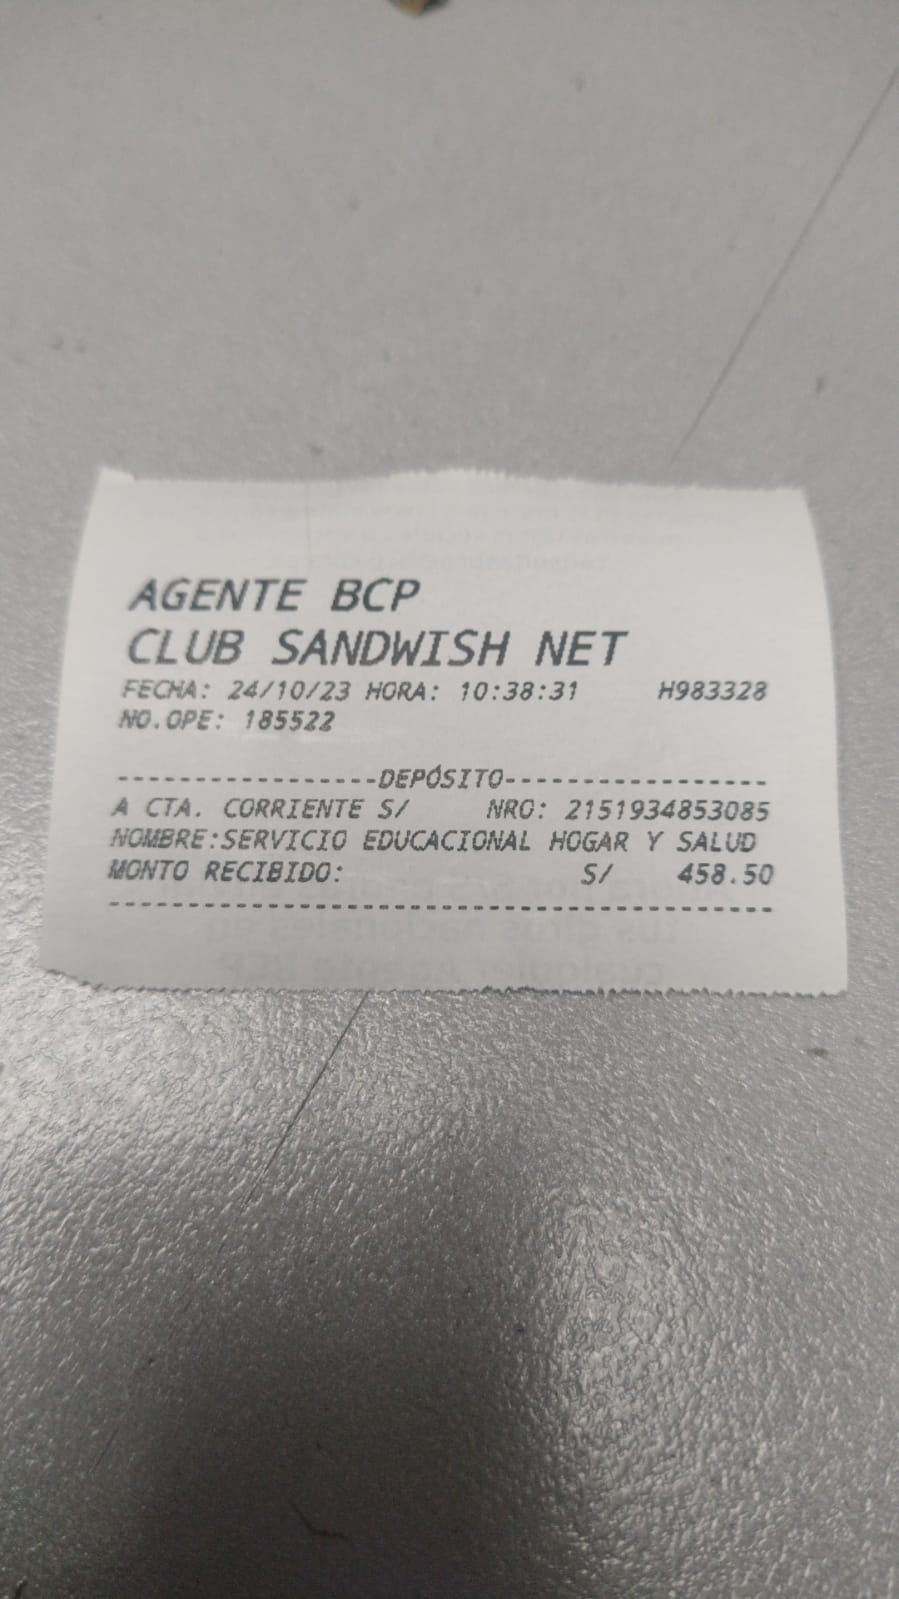 AGENTE BCP
CLUB SANDWISH NET
FECHA: 24/10/23 HORA: 10:38:31 H983328
NO.OPE: 185522
-----------------DEPÓSITO-----------------
A CTA. CORRIENTE S/ NRO: 2151934853085
NOMBRE:SERVICIO EDUCACIONAL HOGAR Y SALUD
MONTO RECIBIDO: S/ 458.50
------------------------------------------